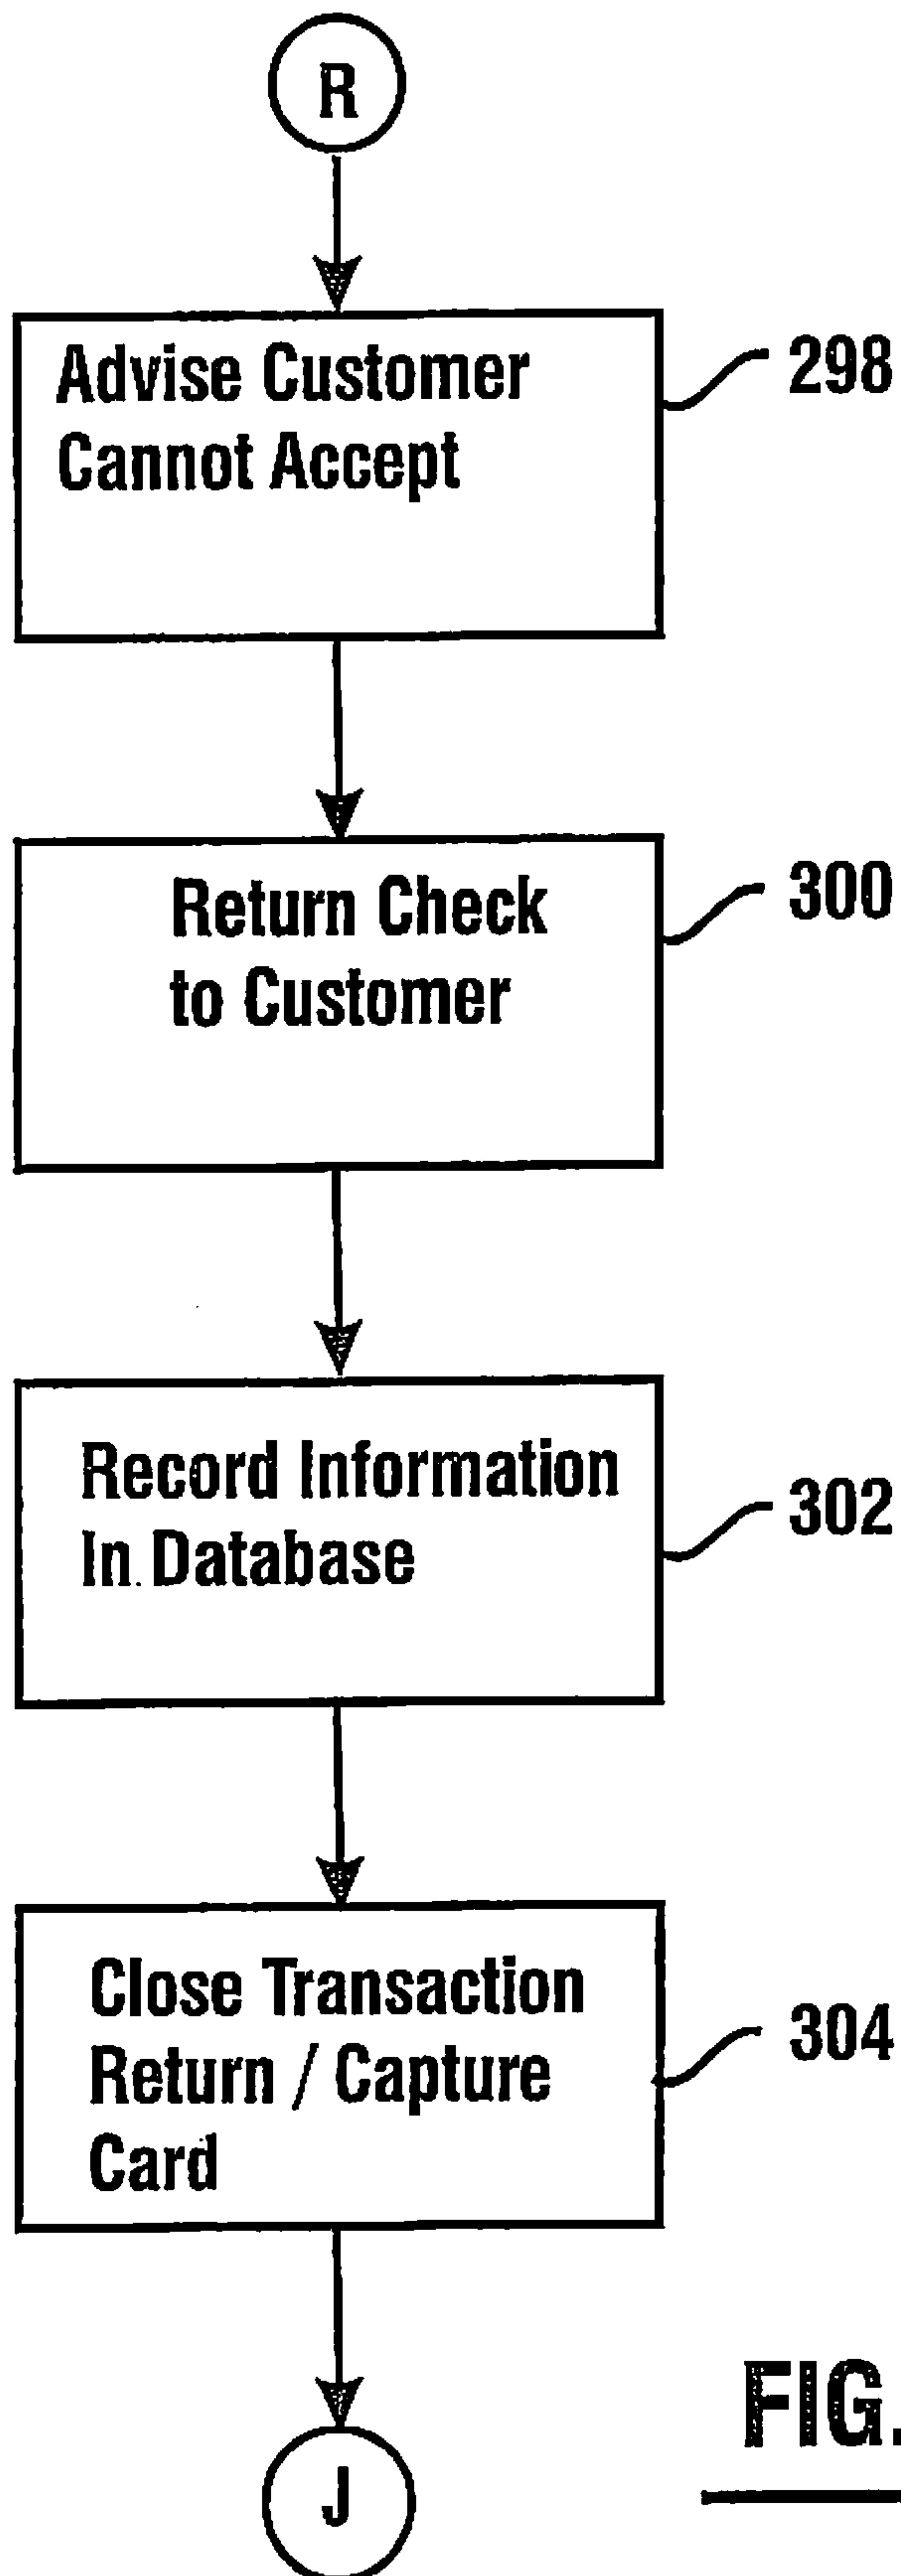 R
Advise Customer
Cannot Accept
298
Return Check
to Customer
300
Record Information
In Database
302
Close Transaction
Return / Capture
Card
304
J
FIG.